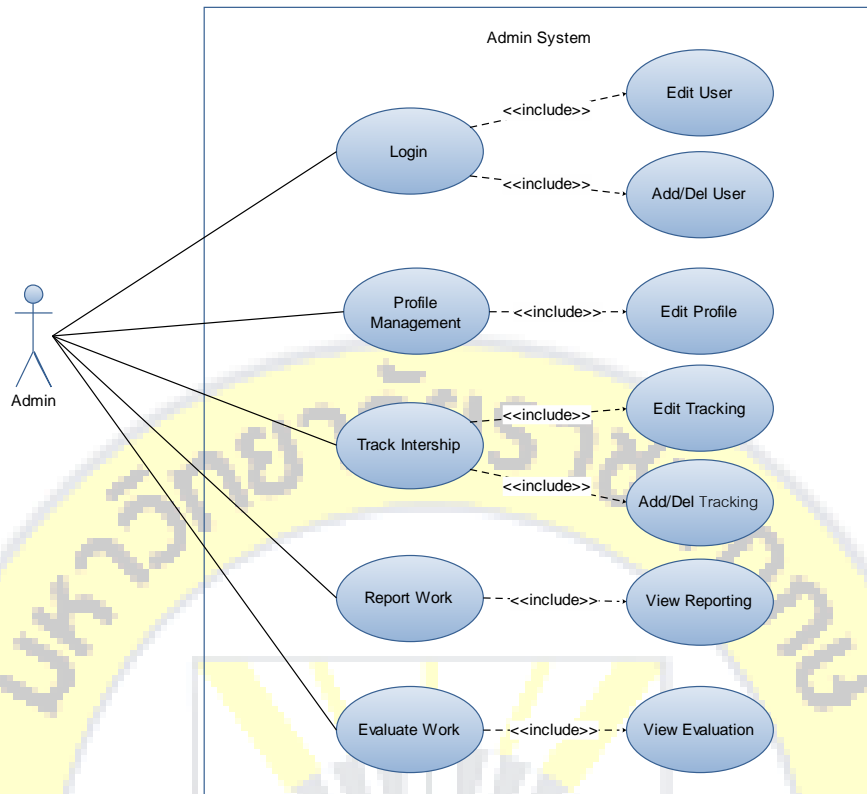 Admin System
Edit User
<<include>>
Login
<<include>>
Add/Del User
Profile
Management
<<include>>
Edit Profile
Admin
Edit Tracking
<<include>>
Track Intership
<<include>>
Add/Del Tracking
Report Work
<<include>>
View Reporting
Evaluate Work
<<include>>
View Evaluation